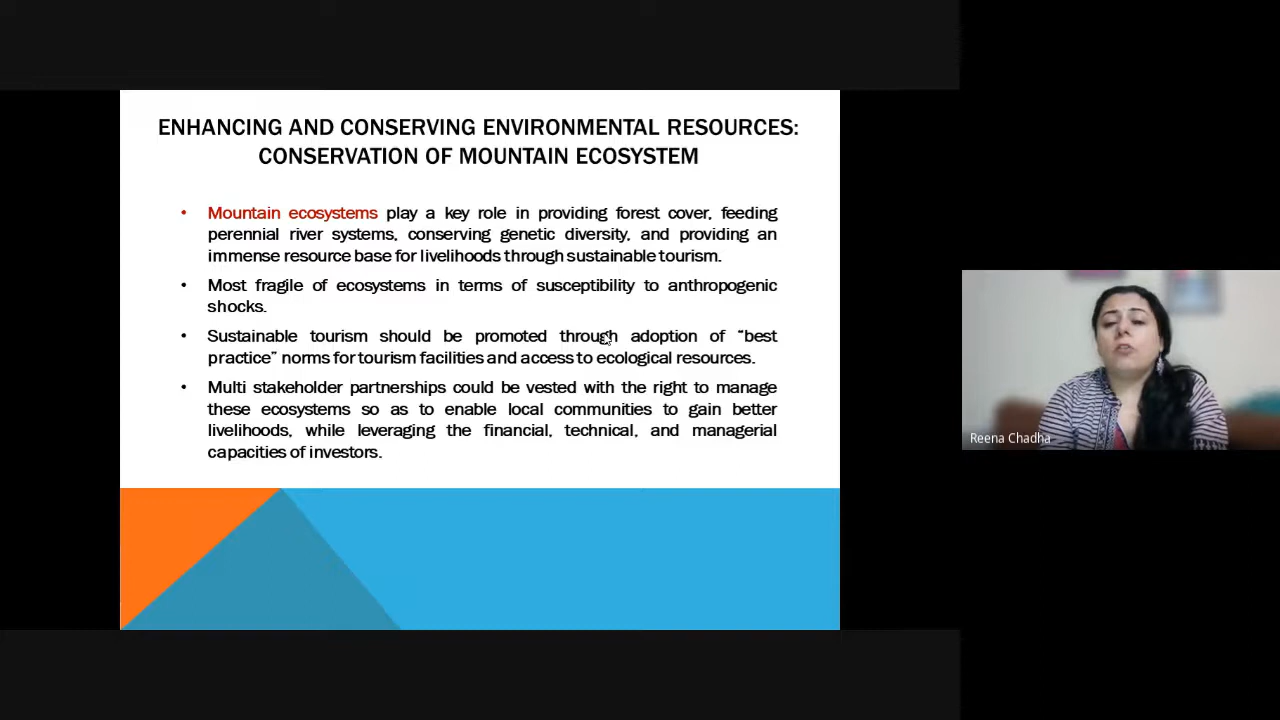 ENHANCING AND CONSERVING ENVIRONMENTAL RESOURCES:
CONSERVATION OF MOUNTAIN ECOSYSTEM
• Mountain ecosystems play a key role in providing forest cover, feeding
perennial river systems, conserving genetic diversity, and providing an
immense resource base for livelihoods through sustainable tourism.
• Most fragile of ecosystems in terms of susceptibility to anthropogenic
shocks.
• Sustainable tourism should be promoted through adoption of “best
practice” norms for tourism facilities and access to ecological resources.
• Multi stakeholder partnerships could be vested with the right to manage
these ecosystems so as to enable local communities to gain better
livelihoods, while leveraging the financial, technical, and managerial
capacities of investors.
Reena Chadha